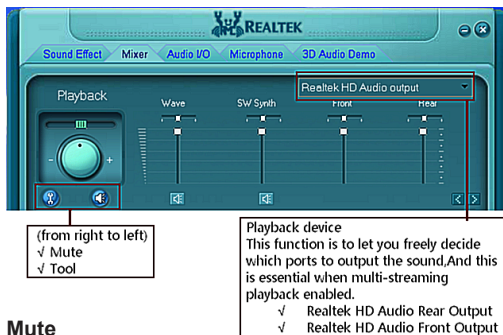 REALTEK
Sound Effect Mixer Audio I/O Microphone 3D Audio Demo
Realtek HD Audio output
Playback
Wave SW Synth Front Rear
- +
(from right to left)
√ Mute
√ Tool
Playback device
This function is to let you freely decide
which ports to output the sound,And this
is essential when multi-streaming
playback enabled.
√ Realtek HD Audio Rear Output
√ Realtek HD Audio Front Output
Mute